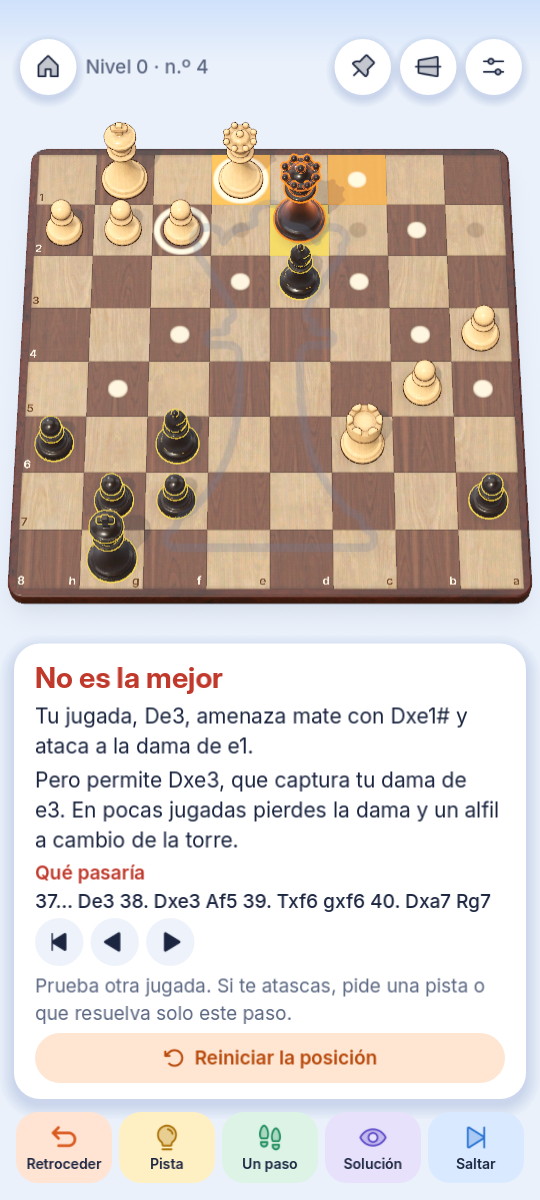 Nivel 0 · n.º 4
1
2
3
4
5
6
7
8 h g f e d c b a
No es la mejor
Tu jugada, De3, amenaza mate con Dxe1# y
ataca a la dama de e1.
Pero permite Dxe3, que captura tu dama de
e3. En pocas jugadas pierdes la dama y un alfil
a cambio de la torre.
Qué pasaría
37... De3 38. Dxe3 Af5 39. Txf6 gxf6 40. Dxa7 Rg7
Prueba otra jugada. Si te atascas, pide una pista o
que resuelva solo este paso.
Reiniciar la posición
Retroceder Pista Un paso Solución Saltar